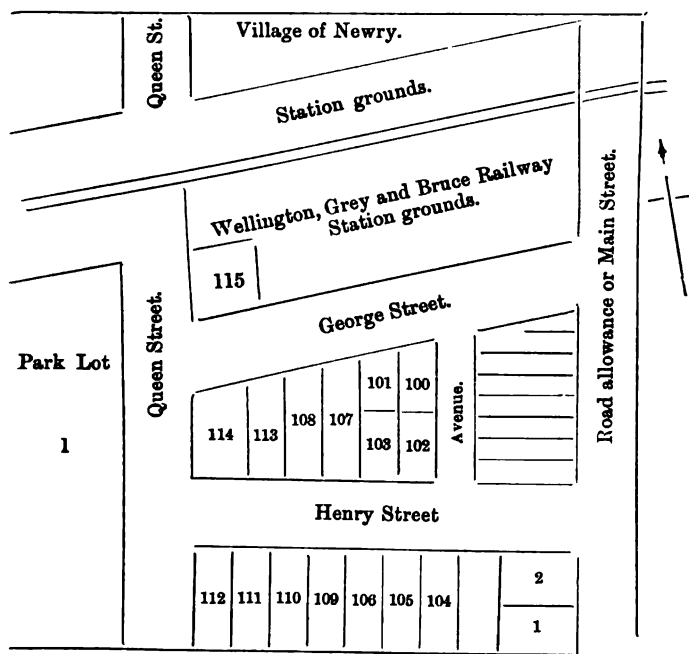 Village of Newry.
Queen St.
Station grounds.
Wellington, Grey and Bruce Railway
Station grounds.
115
George Street.
Queen Street.
Road allowance or Main Street.
Park Lot
1
101
100
108
107
114
113
103
102
Avenue.
Henry Street
112
111
110
109
106
105
104
2
1